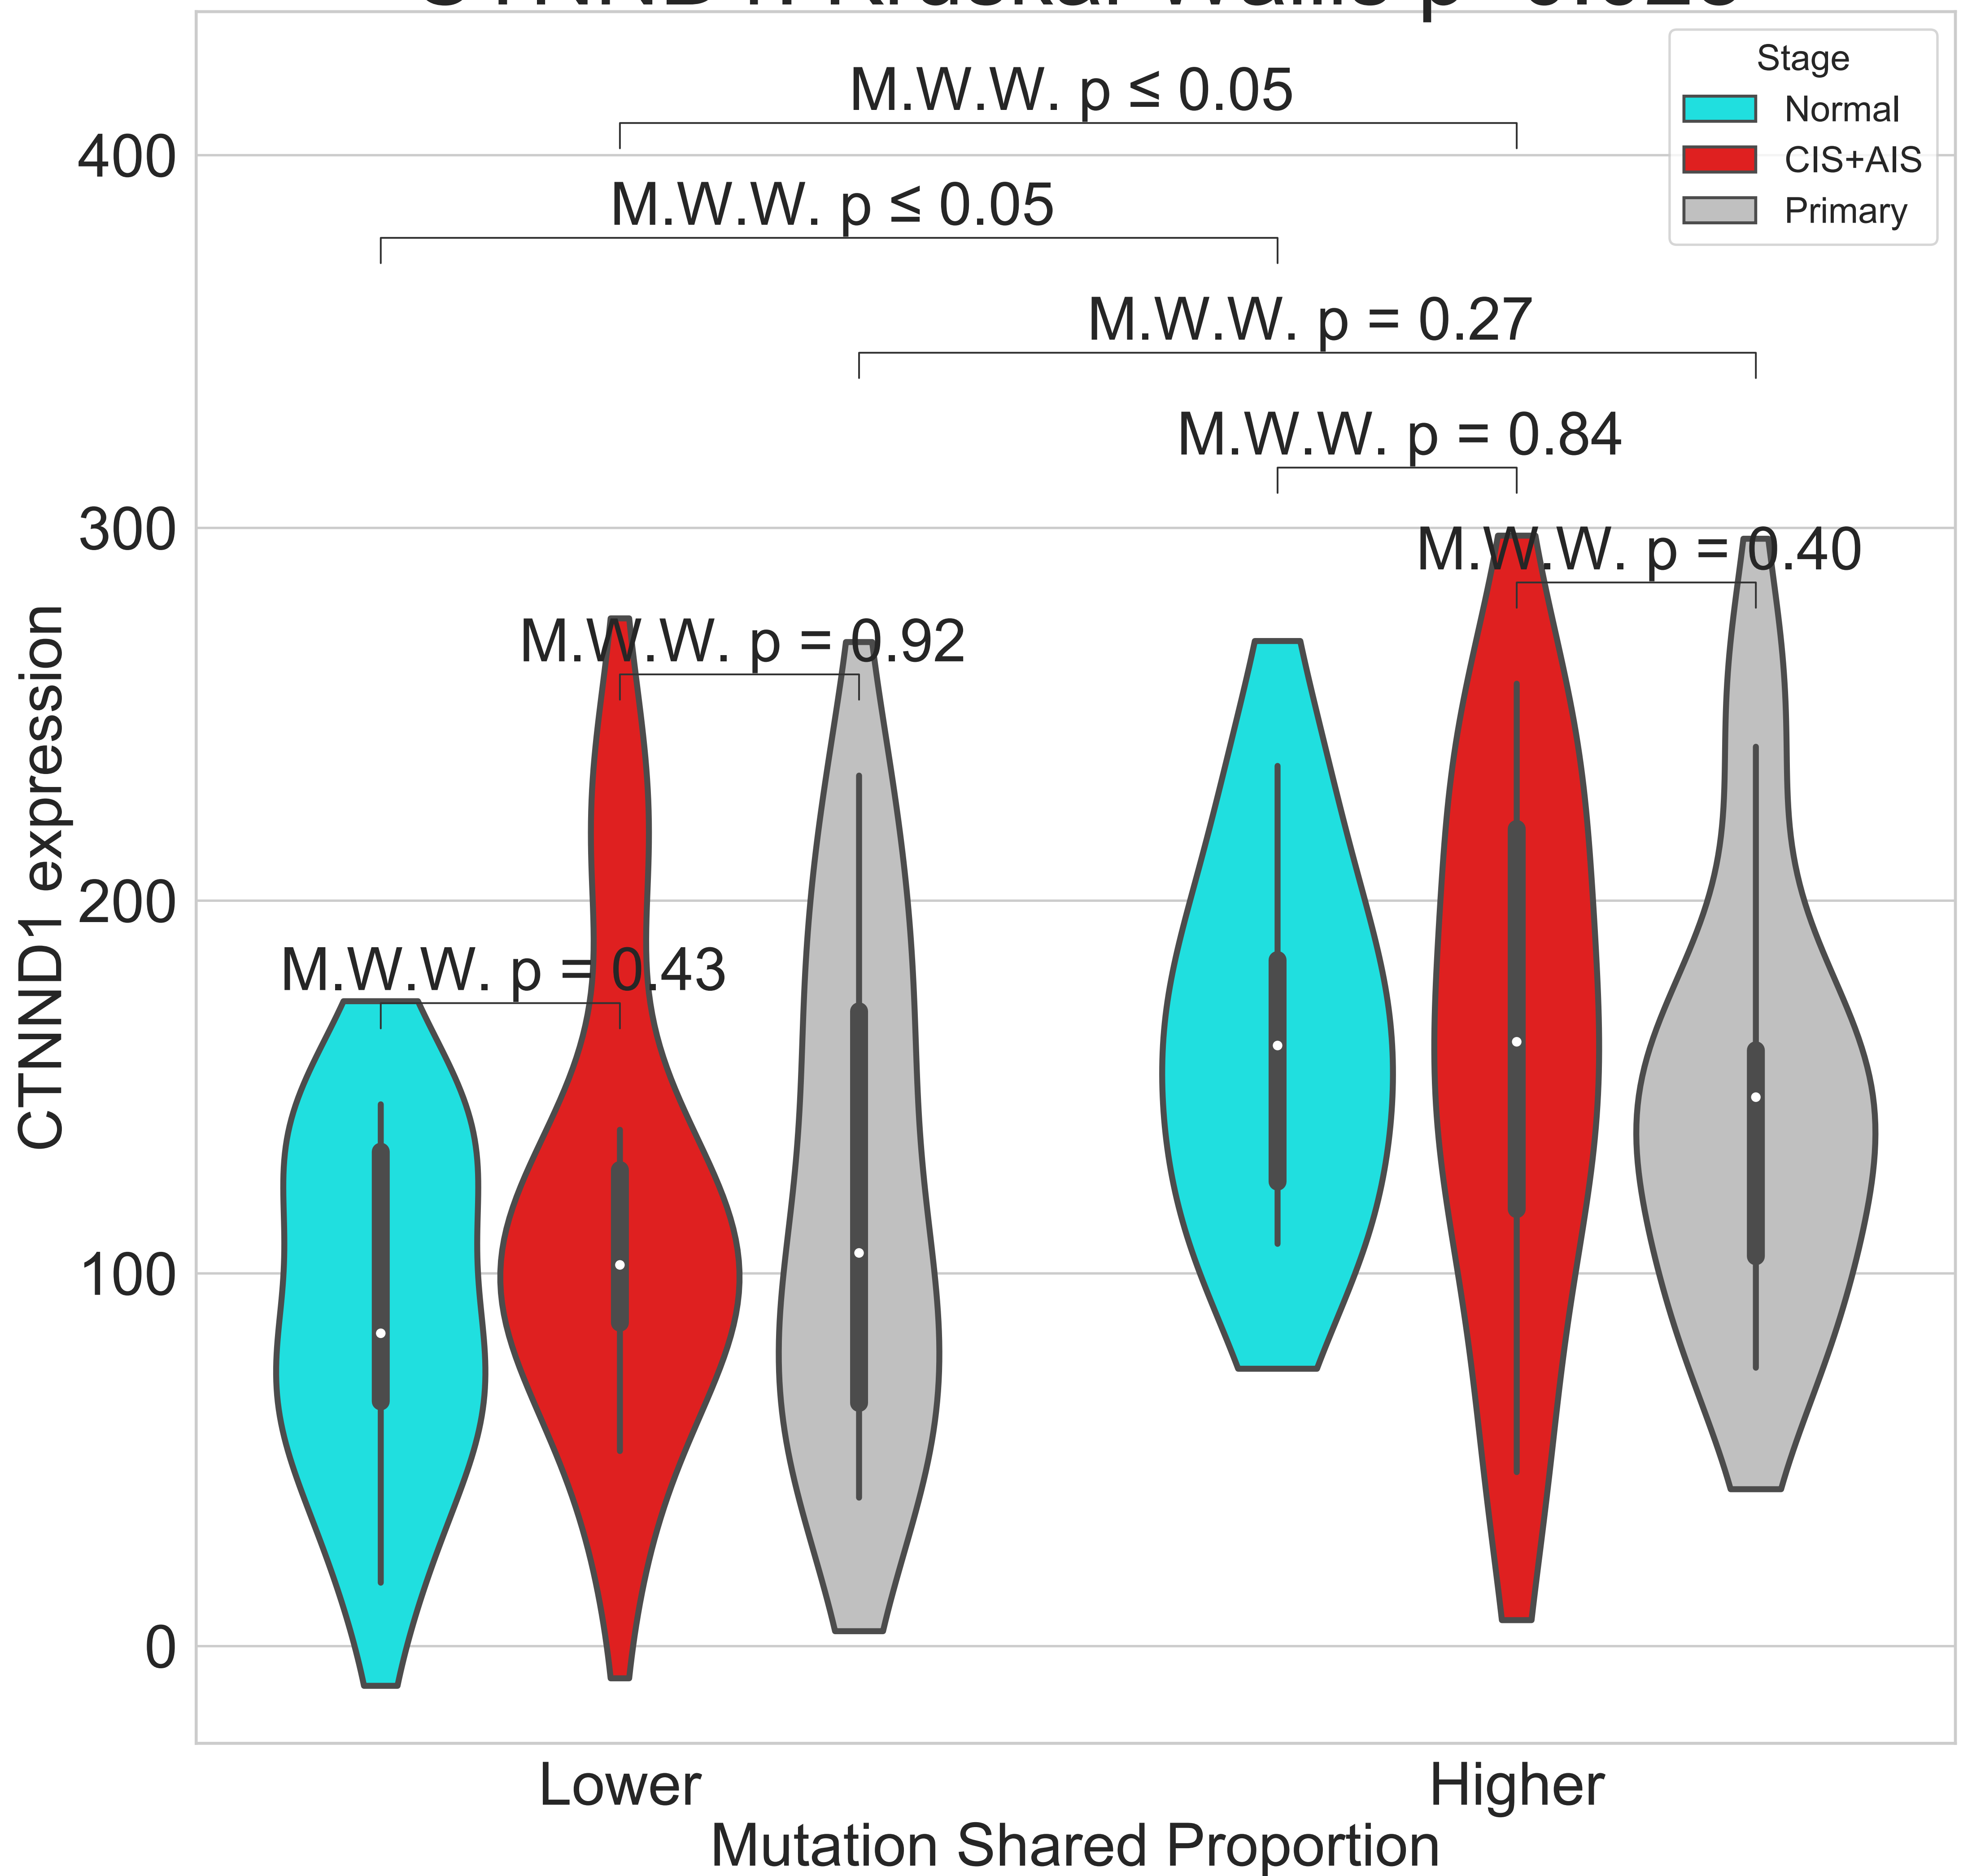 Stage
Normal
CIS+AIS
Primary
M.W.W. p ≤ 0.05
M.W.W. p ≤ 0.05
M.W.W. p = 0.27
M.W.W. p = 0.84
M.W.W. p = 0.40
M.W.W. p = 0.92
M.W.W. p = 0.43
400
300
200
100
0
CTNND1 expression
Lower
Higher
Mutation Shared Proportion